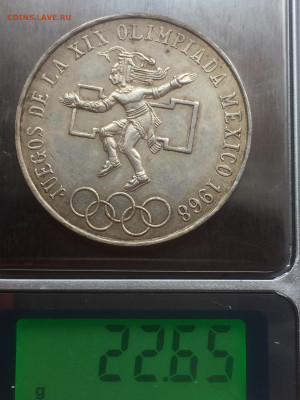 COINS.LAVE.RU
JUEGOS DE LA XIX OLIMPIADA MEXICO 1968
22.65
g